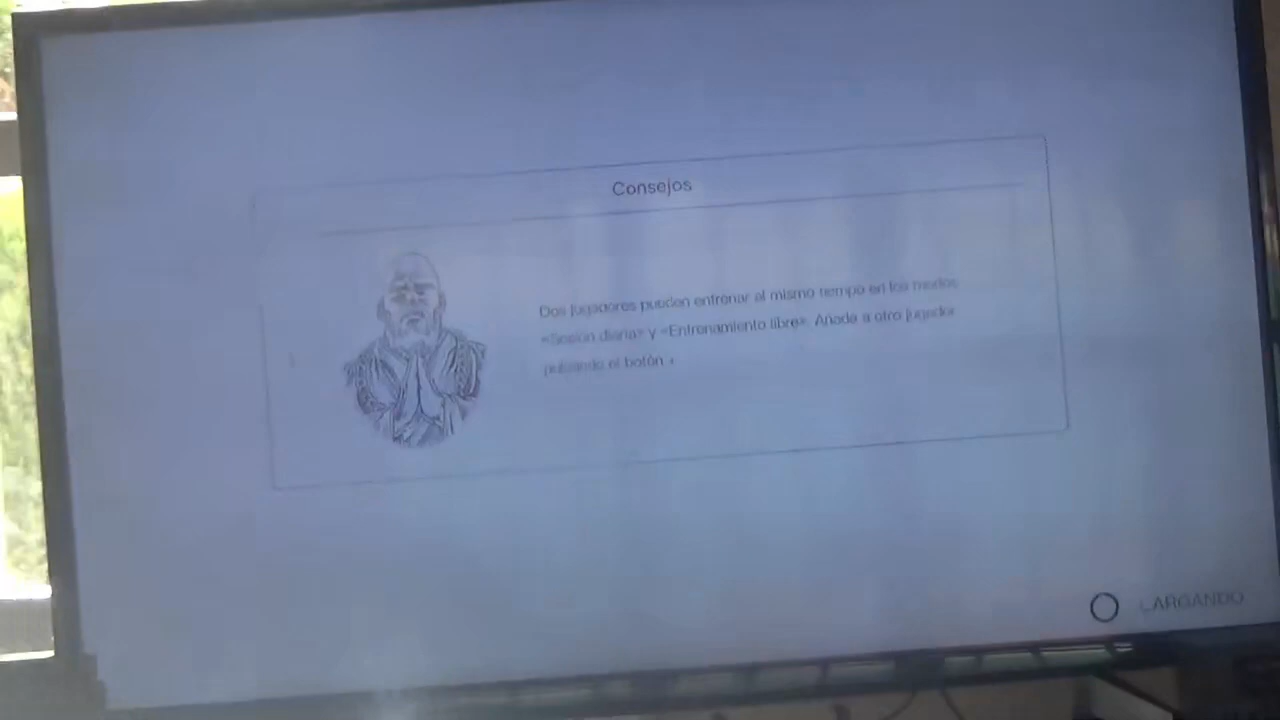 Consejos
Dos jugadores pueden entrenar al mismo tiempo en los modos
«Sesión diaria» y «Entrenamiento libre». Añade a otro jugador
pulsando el botón +
CARGANDO